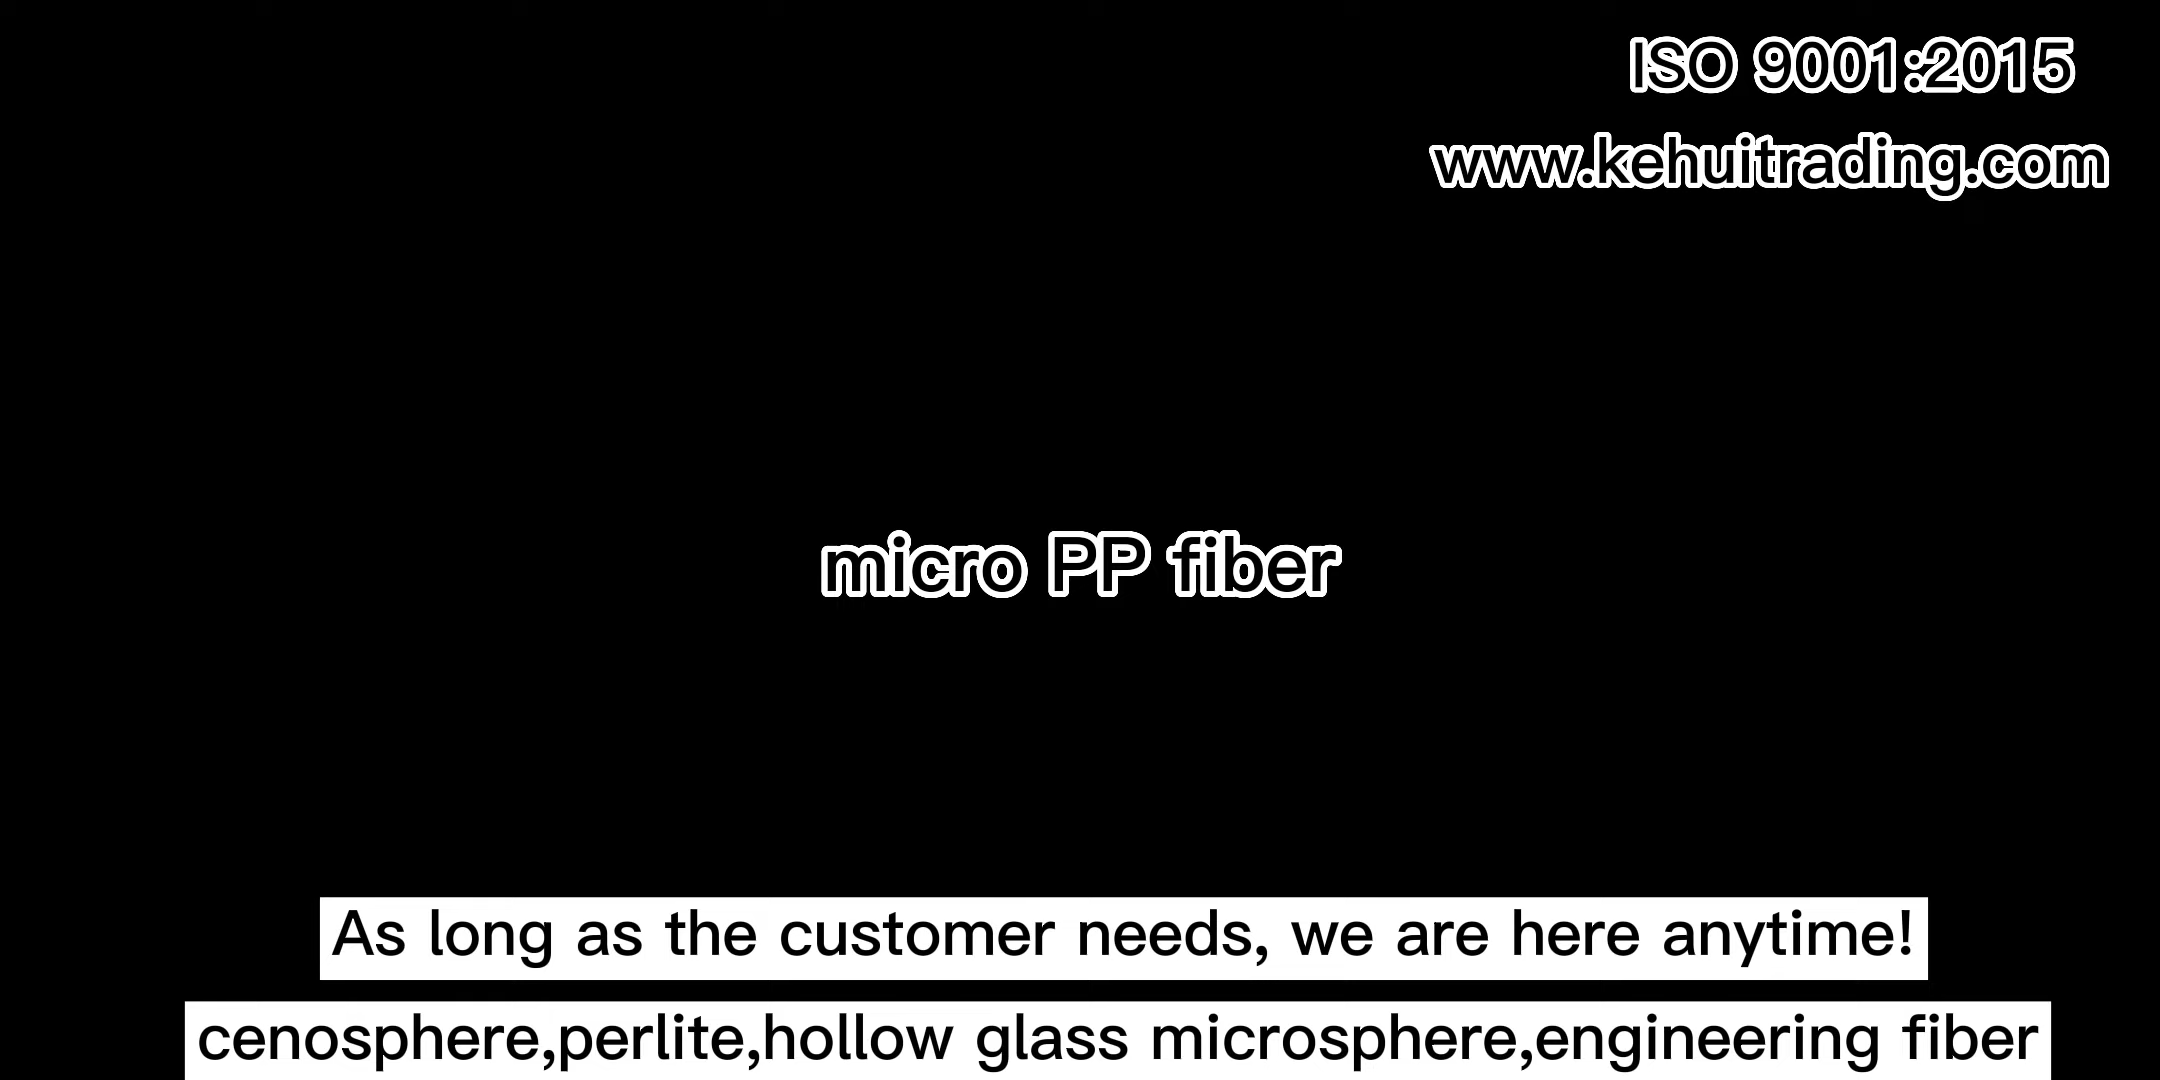 ISO 9001:2015
www.kehuitrading.com
micro PP fiber
As long as the customer needs, we are here anytime!
cenosphere,perlite,hollow glass microsphere,engineering fiber